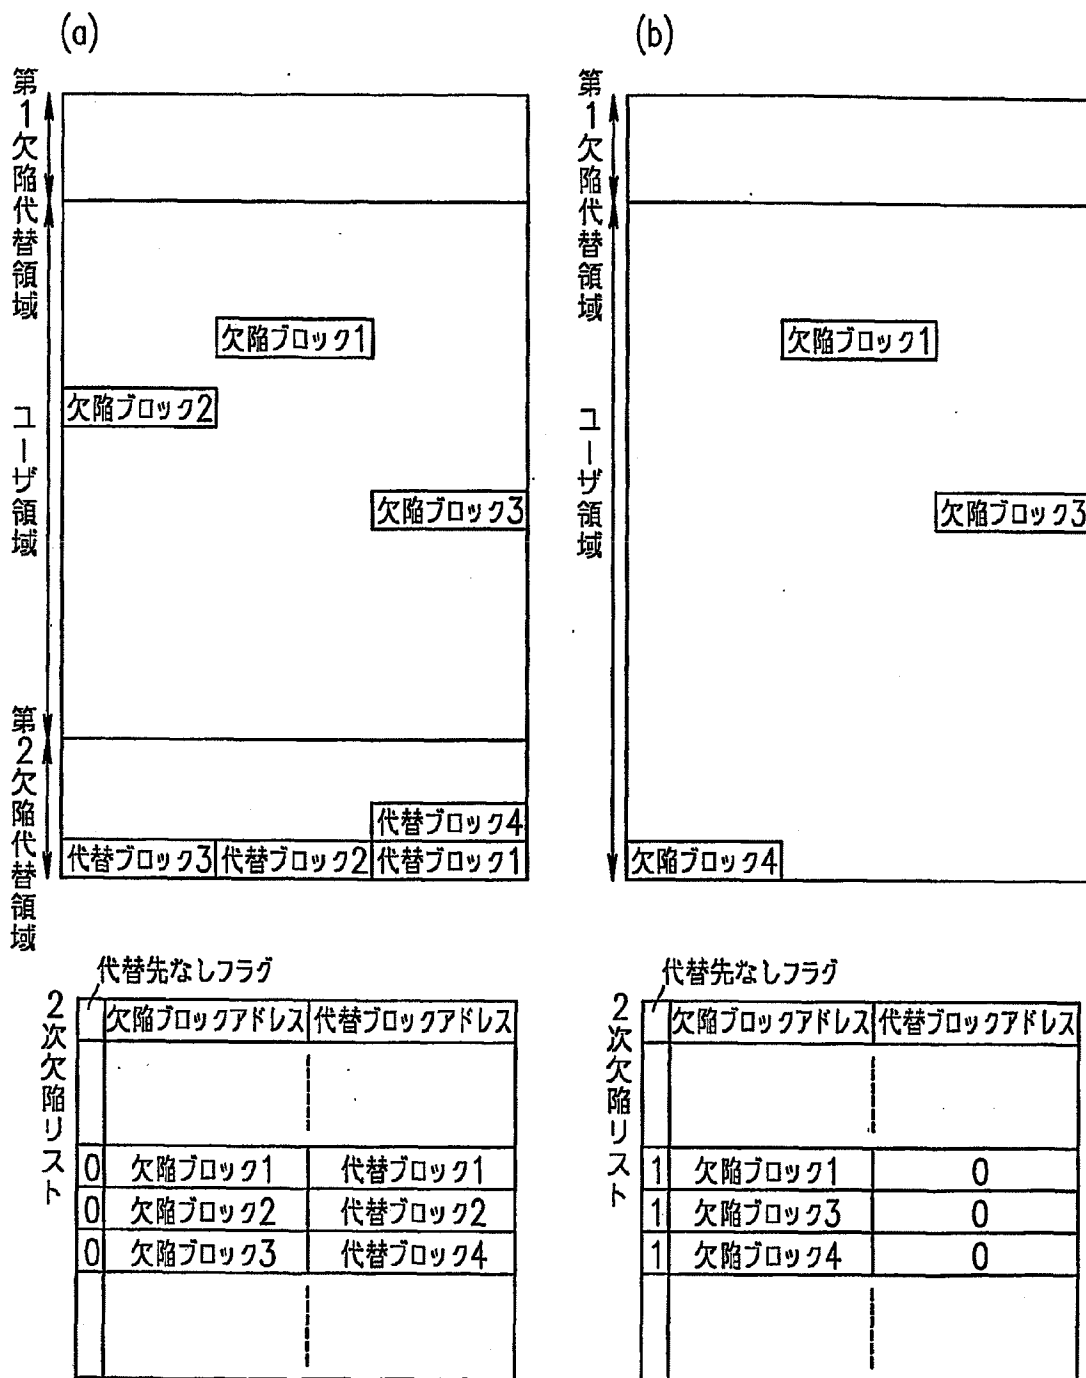 (a)
第1欠陥代替領域
ユーザ領域
第2欠陥代替領域
欠陥ブロック1
欠陥ブロック2
欠陥ブロック3
代替ブロック4
代替ブロック3 代替ブロック2 代替ブロック1
代替先なしフラグ
2次欠陥リスト
欠陥ブロックアドレス 代替ブロックアドレス
0 欠陥ブロック1 代替ブロック1
0 欠陥ブロック2 代替ブロック2
0 欠陥ブロック3 代替ブロック4
(b)
第1欠陥代替領域
ユーザ領域
欠陥ブロック1
欠陥ブロック3
欠陥ブロック4
代替先なしフラグ
2次欠陥リスト
欠陥ブロックアドレス 代替ブロックアドレス
1 欠陥ブロック1 0
1 欠陥ブロック3 0
1 欠陥ブロック4 0